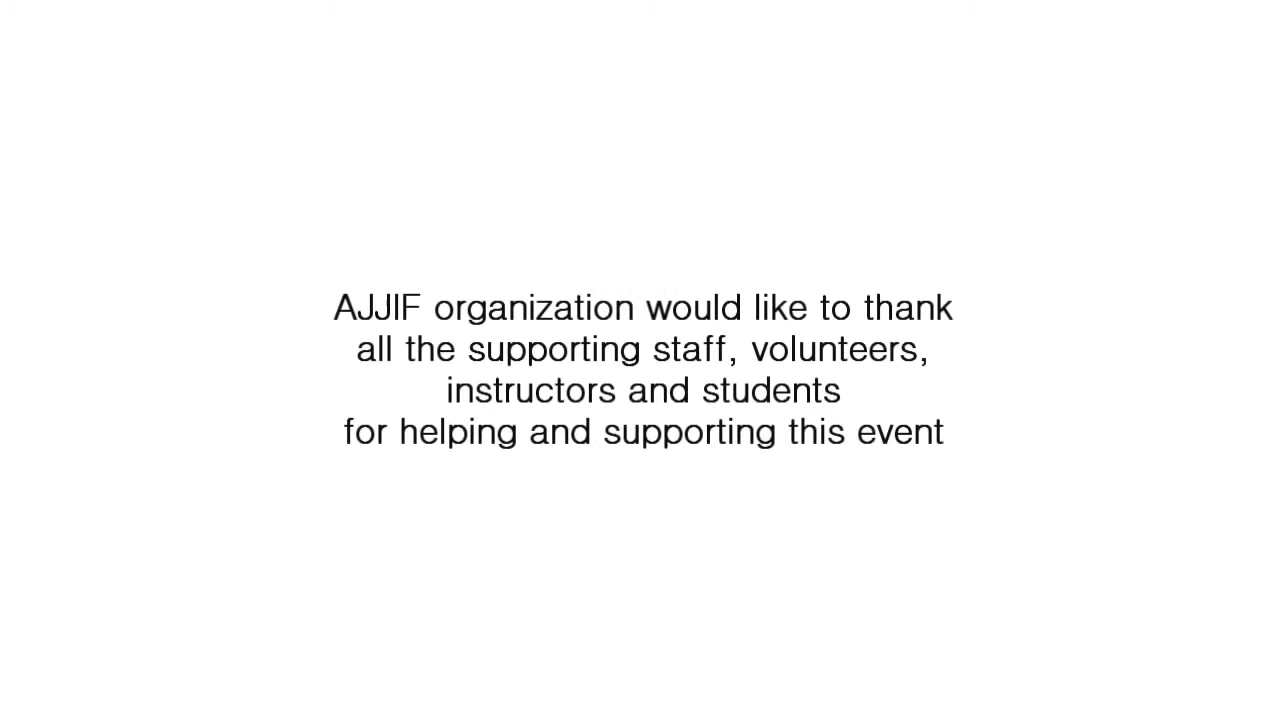 AJJIF organization would like to thank
all the supporting staff, volunteers,
instructors and students
for helping and supporting this event